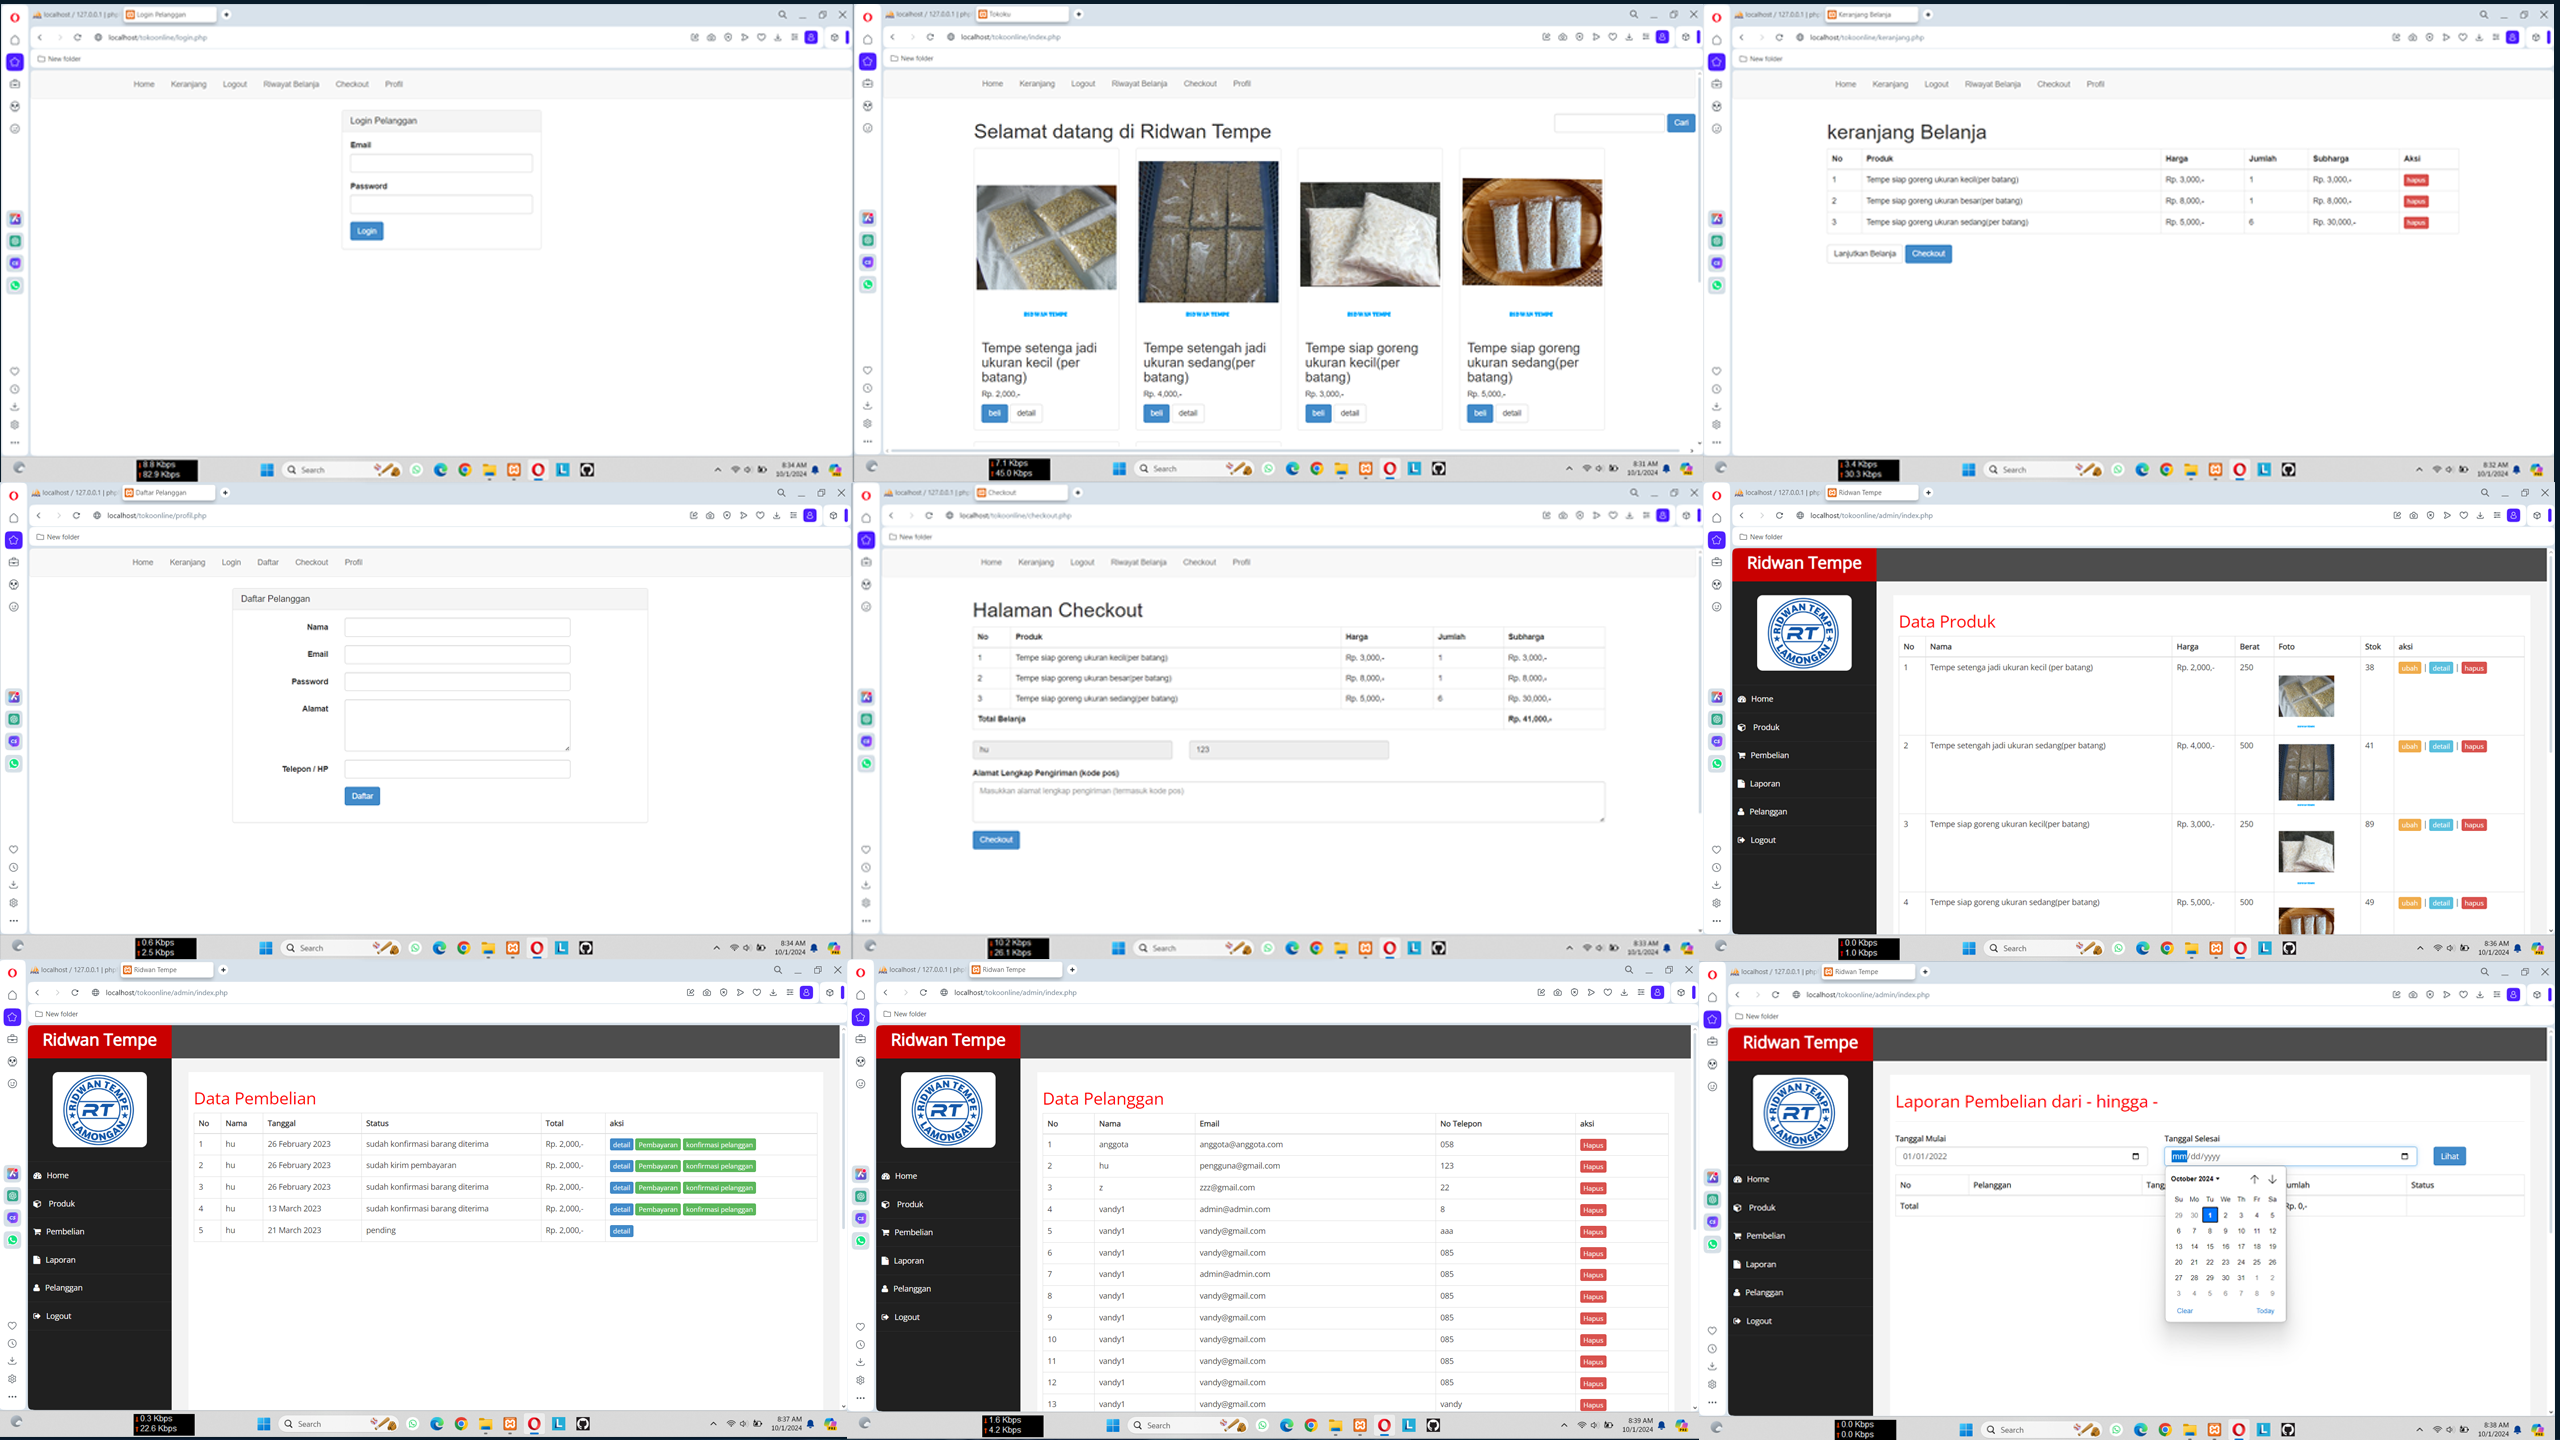 localhost / 127.0.0.1 | php
Login Pelanggan
localhost/tokoonline/login.php
New folder
Home Keranjang Logout Riwayat Belanja Checkout Profil
Login Pelanggan
Email
Password
Login
8.8 Kbps
82.9 Kbps
Search
8:34 AM
10/1/2024
localhost / 127.0.0.1 | php
Tokoku
localhost/tokoonline/index.php
New folder
Home Keranjang Logout Riwayat Belanja Checkout Profil
Cari
Selamat datang di Ridwan Tempe
RIDWAN TEMPE RIDWAN TEMPE RIDWAN TEMPE RIDWAN TEMPE
Tempe setenga jadi ukuran kecil (per batang)
Rp. 2,000,-
beli detail
Tempe setengah jadi ukuran sedang(per batang)
Rp. 4,000,-
beli detail
Tempe siap goreng ukuran kecil(per batang)
Rp. 3,000,-
beli detail
Tempe siap goreng ukuran sedang(per batang)
Rp. 5,000,-
beli detail
7.1 Kbps
45.0 Kbps
Search
8:31 AM
10/1/2024
localhost / 127.0.0.1 | php
Keranjang Belanja
localhost/tokoonline/keranjang.php
New folder
Home Keranjang Logout Riwayat Belanja Checkout Profil
keranjang Belanja
No Produk Harga Jumlah Subharga Aksi
1 Tempe siap goreng ukuran kecil(per batang) Rp. 3,000,- 1 Rp. 3,000,- hapus
2 Tempe siap goreng ukuran besar(per batang) Rp. 8,000,- 1 Rp. 8,000,- hapus
3 Tempe siap goreng ukuran sedang(per batang) Rp. 5,000,- 6 Rp. 30,000,- hapus
Lanjutkan Belanja Checkout
3.4 Kbps
30.3 Kbps
Search
8:32 AM
10/1/2024
localhost / 127.0.0.1 | php
Daftar Pelanggan
localhost/tokoonline/profil.php
New folder
Home Keranjang Login Daftar Checkout Profil
Daftar Pelanggan
Nama
Email
Password
Alamat
Telepon / HP
Daftar
0.6 Kbps
2.5 Kbps
Search
8:34 AM
10/1/2024
localhost / 127.0.0.1 | php
Checkout
localhost/tokoonline/checkout.php
New folder
Home Keranjang Logout Riwayat Belanja Checkout Profil
Halaman Checkout
No Produk Harga Jumlah Subharga
1 Tempe siap goreng ukuran kecil(per batang) Rp. 3,000,- 1 Rp. 3,000,-
2 Tempe siap goreng ukuran besar(per batang) Rp. 8,000,- 1 Rp. 8,000,-
3 Tempe siap goreng ukuran sedang(per batang) Rp. 5,000,- 6 Rp. 30,000,-
Total Belanja Rp. 41,000,-
hu 123
Alamat Lengkap Pengiriman (kode pos)
Masukkan alamat lengkap pengiriman (termasuk kode pos)
Checkout
10.2 Kbps
26.1 Kbps
Search
8:33 AM
10/1/2024
localhost / 127.0.0.1 | php
Ridwan Tempe
localhost/tokoonline/admin/index.php
New folder
Ridwan Tempe
RIDWAN TEMPE
RT
LAMONGAN
Home
Produk
Pembelian
Laporan
Pelanggan
Logout
Data Produk
No Nama Harga Berat Foto Stok aksi
1 Tempe setenga jadi ukuran kecil (per batang) Rp. 2,000,- 250 38 ubah | detail | hapus
2 Tempe setengah jadi ukuran sedang(per batang) Rp. 4,000,- 500 41 ubah | detail | hapus
3 Tempe siap goreng ukuran kecil(per batang) Rp. 3,000,- 250 89 ubah | detail | hapus
4 Tempe siap goreng ukuran sedang(per batang) Rp. 5,000,- 500 49 ubah | detail | hapus
0.0 Kbps
1.0 Kbps
Search
8:36 AM
10/1/2024
localhost / 127.0.0.1 | php
Ridwan Tempe
localhost/tokoonline/admin/index.php
New folder
Ridwan Tempe
RIDWAN TEMPE
RT
LAMONGAN
Home
Produk
Pembelian
Laporan
Pelanggan
Logout
Data Pembelian
No Nama Tanggal Status Total aksi
1 hu 26 February 2023 sudah konfirmasi barang diterima Rp. 2,000,- detail Pembayaran konfirmasi pelanggan
2 hu 26 February 2023 sudah kirim pembayaran Rp. 2,000,- detail Pembayaran konfirmasi pelanggan
3 hu 26 February 2023 sudah konfirmasi barang diterima Rp. 2,000,- detail Pembayaran konfirmasi pelanggan
4 hu 13 March 2023 sudah konfirmasi barang diterima Rp. 2,000,- detail Pembayaran konfirmasi pelanggan
5 hu 21 March 2023 pending Rp. 2,000,- detail
0.3 Kbps
22.6 Kbps
Search
8:37 AM
10/1/2024
localhost / 127.0.0.1 | php
Ridwan Tempe
localhost/tokoonline/admin/index.php
New folder
Ridwan Tempe
RIDWAN TEMPE
RT
LAMONGAN
Home
Produk
Pembelian
Laporan
Pelanggan
Logout
Data Pelanggan
No Nama Email No Telepon aksi
1 anggota anggota@anggota.com 058 Hapus
2 hu pengguna@gmail.com 123 Hapus
3 z zzz@gmail.com 22 Hapus
4 vandy1 admin@admin.com 8 Hapus
5 vandy1 vandy@gmail.com aaa Hapus
6 vandy1 vandy@gmail.com 085 Hapus
7 vandy1 admin@admin.com 085 Hapus
8 vandy1 vandy@gmail.com 085 Hapus
9 vandy1 vandy@gmail.com 085 Hapus
10 vandy1 vandy@gmail.com 085 Hapus
11 vandy1 vandy@gmail.com 085 Hapus
12 vandy1 vandy@gmail.com 085 Hapus
13 vandy1 vandy@gmail.com vandy Hapus
1.6 Kbps
4.2 Kbps
Search
8:39 AM
10/1/2024
localhost / 127.0.0.1 | php
Ridwan Tempe
localhost/tokoonline/admin/index.php
New folder
Ridwan Tempe
RIDWAN TEMPE
RT
LAMONGAN
Home
Produk
Pembelian
Laporan
Pelanggan
Logout
Laporan Pembelian dari - hingga -
Tanggal Mulai Tanggal Selesai
01/01/2022 mm/dd/yyyy Lihat
No Pelanggan Tangg umlah Status
Total Rp. 0,-
October 2024
Su Mo Tu We Th Fr Sa
29 30 1 2 3 4 5
6 7 8 9 10 11 12
13 14 15 16 17 18 19
20 21 22 23 24 25 26
27 28 29 30 31 1 2
3 4 5 6 7 8 9
Clear Today
0.0 Kbps
0.0 Kbps
Search
8:38 AM
10/1/2024